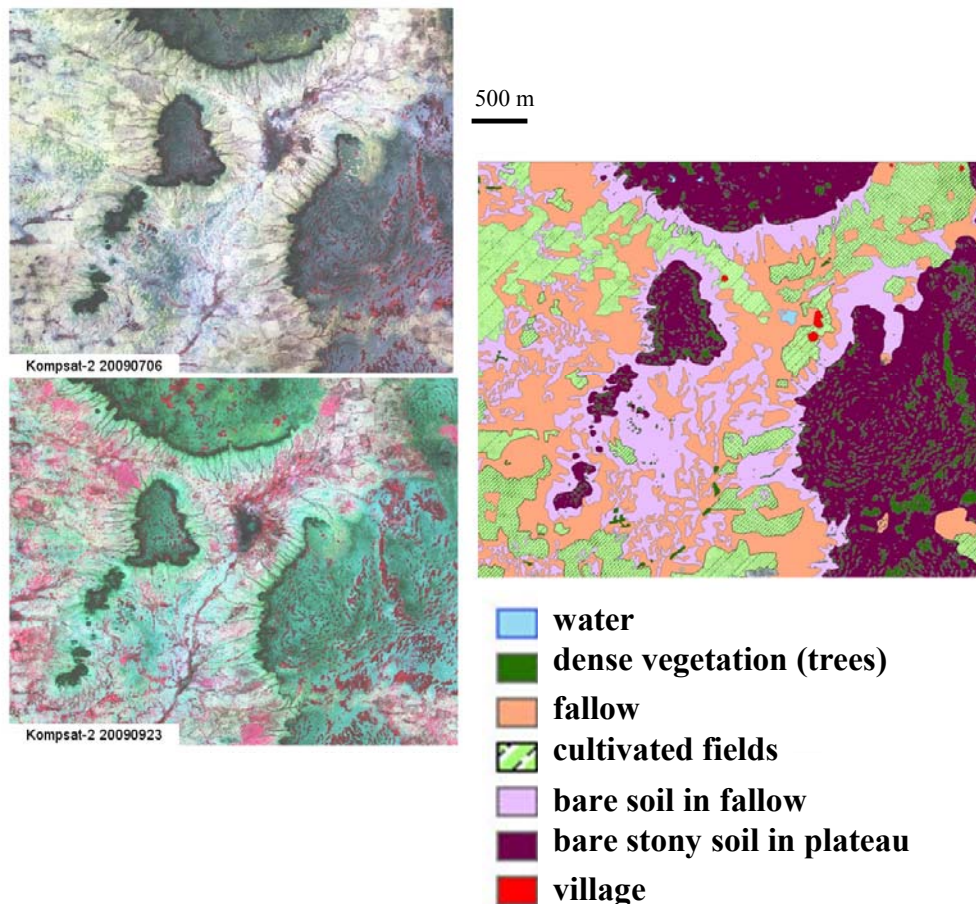 500 m
Kompsat-2 20090706
Kompsat-2 20090923
water
dense vegetation (trees)
fallow
cultivated fields
bare soil in fallow
bare stony soil in plateau
village